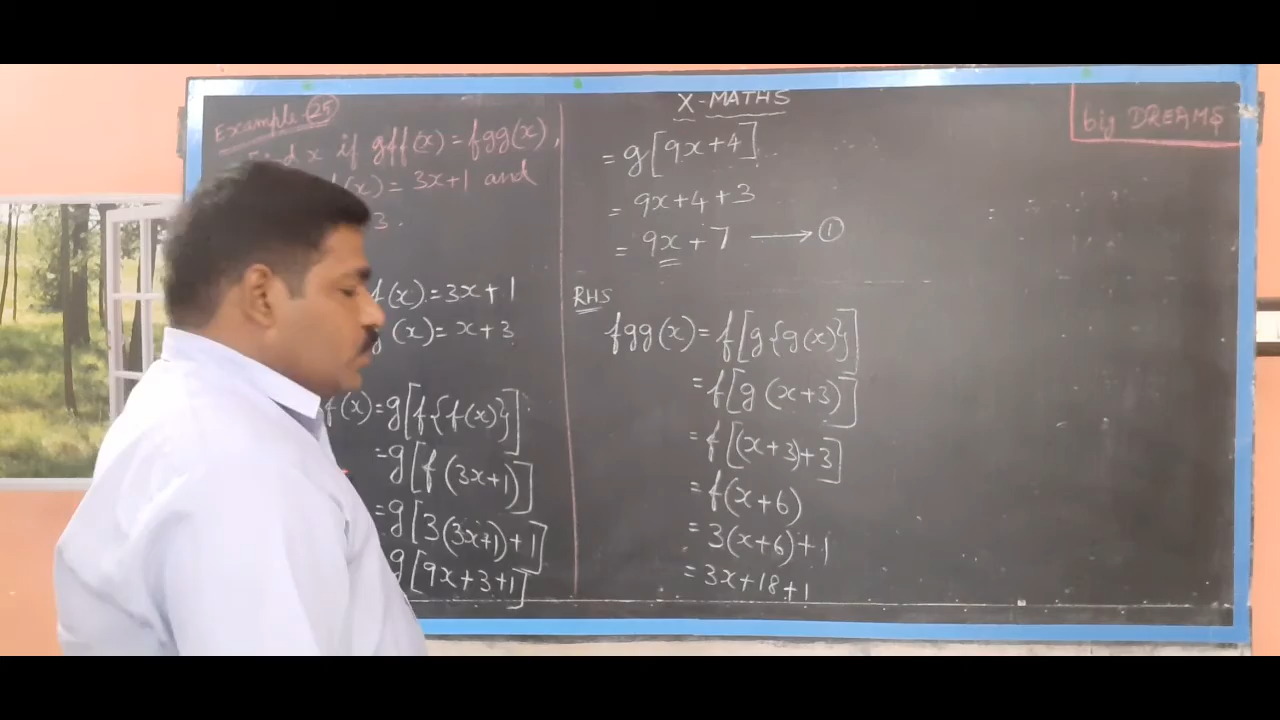 X-MATHS
big DREAMS
Example-25
x if gff(x) = fgg(x),
(x) = 3x+1 and
3.
f(x) = 3x+1
(x) = x+3
f(x) = g[f{f(x)}]
= g[f(3x+1)]
= g[3(3x+1)+1]
g[9x+3+1]
= g[9x+4]
= 9x+4+3
= 9x+7 ⟶ ①
RHS
fgg(x) = f[g{g(x)}]
= f[g(x+3)]
= f[(x+3)+3]
= f(x+6)
= 3(x+6)+1
= 3x+18+1